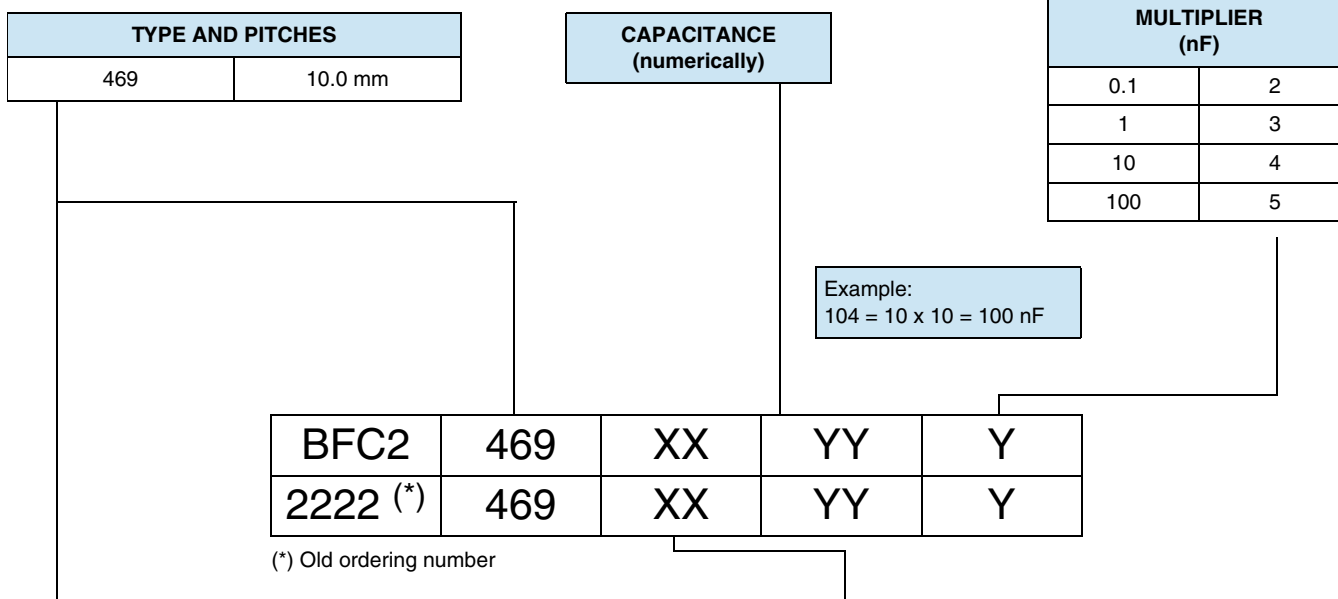 TYPE AND PITCHES
469 10.0 mm
CAPACITANCE
(numerically)
MULTIPLIER
(nF)
0.1 2
1 3
10 4
100 5
Example:
104 = 10 x 10 = 100 nF
BFC2 469 XX YY Y
2222 (*) 469 XX YY Y
(*) Old ordering number